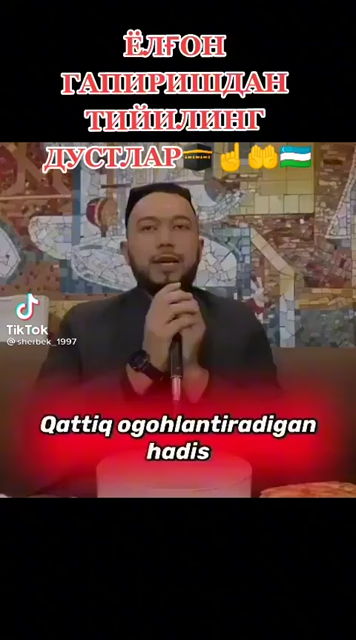 ЁЛҒОН
ГАПИРИШДАН
ТИЙИЛИНГ
ДУСТЛАР🕋☝️🤲🇺🇿
TikTok
@sherbek_1997
Qattiq ogohlantiradigan
hadis